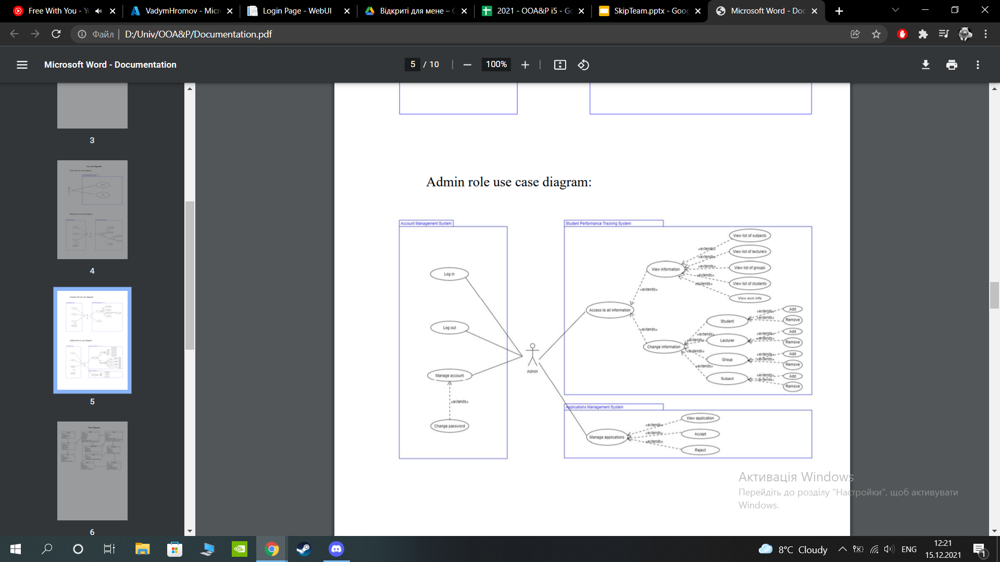 Free With You - Yo
VadymHromov - Micr
Login Page - WebUI
Відкриті для мене – G
2021 - OOA&P i5 - Go
SkipTeam.pptx - Goog
Microsoft Word - Doc
Файл
D:/Univ/OOA&P/Documentation.pdf
Microsoft Word - Documentation
5 / 10
100%
3
4
5
6
Admin role use case diagram:
Account Management System
Log in
Log out
Manage account
«extends»
Change password
Admin
Student Performance Tracking System
View list of subjects
«extends»
View list of lecturers
«extends»
View information
«extends»
View list of groups
«extends»
View list of students
«extends»
View own info
«extends»
Access to all information
«extends»
Change information
Student
«extends»
Add
«extends»
Remove
«extends»
Lecturer
«extends»
«extends»
Add
«extends»
Remove
Group
«extends»
«extends»
Add
«extends»
Remove
Subject
«extends»
«extends»
Add
«extends»
Remove
Applications Management System
Manage applications
«extends»
View application
«extends»
Accept
«extends»
Reject
Активація Windows
Перейдіть до розділу "Настройки", щоб активувати
Windows.
8°C Cloudy
ENG
12:21
15.12.2021
1